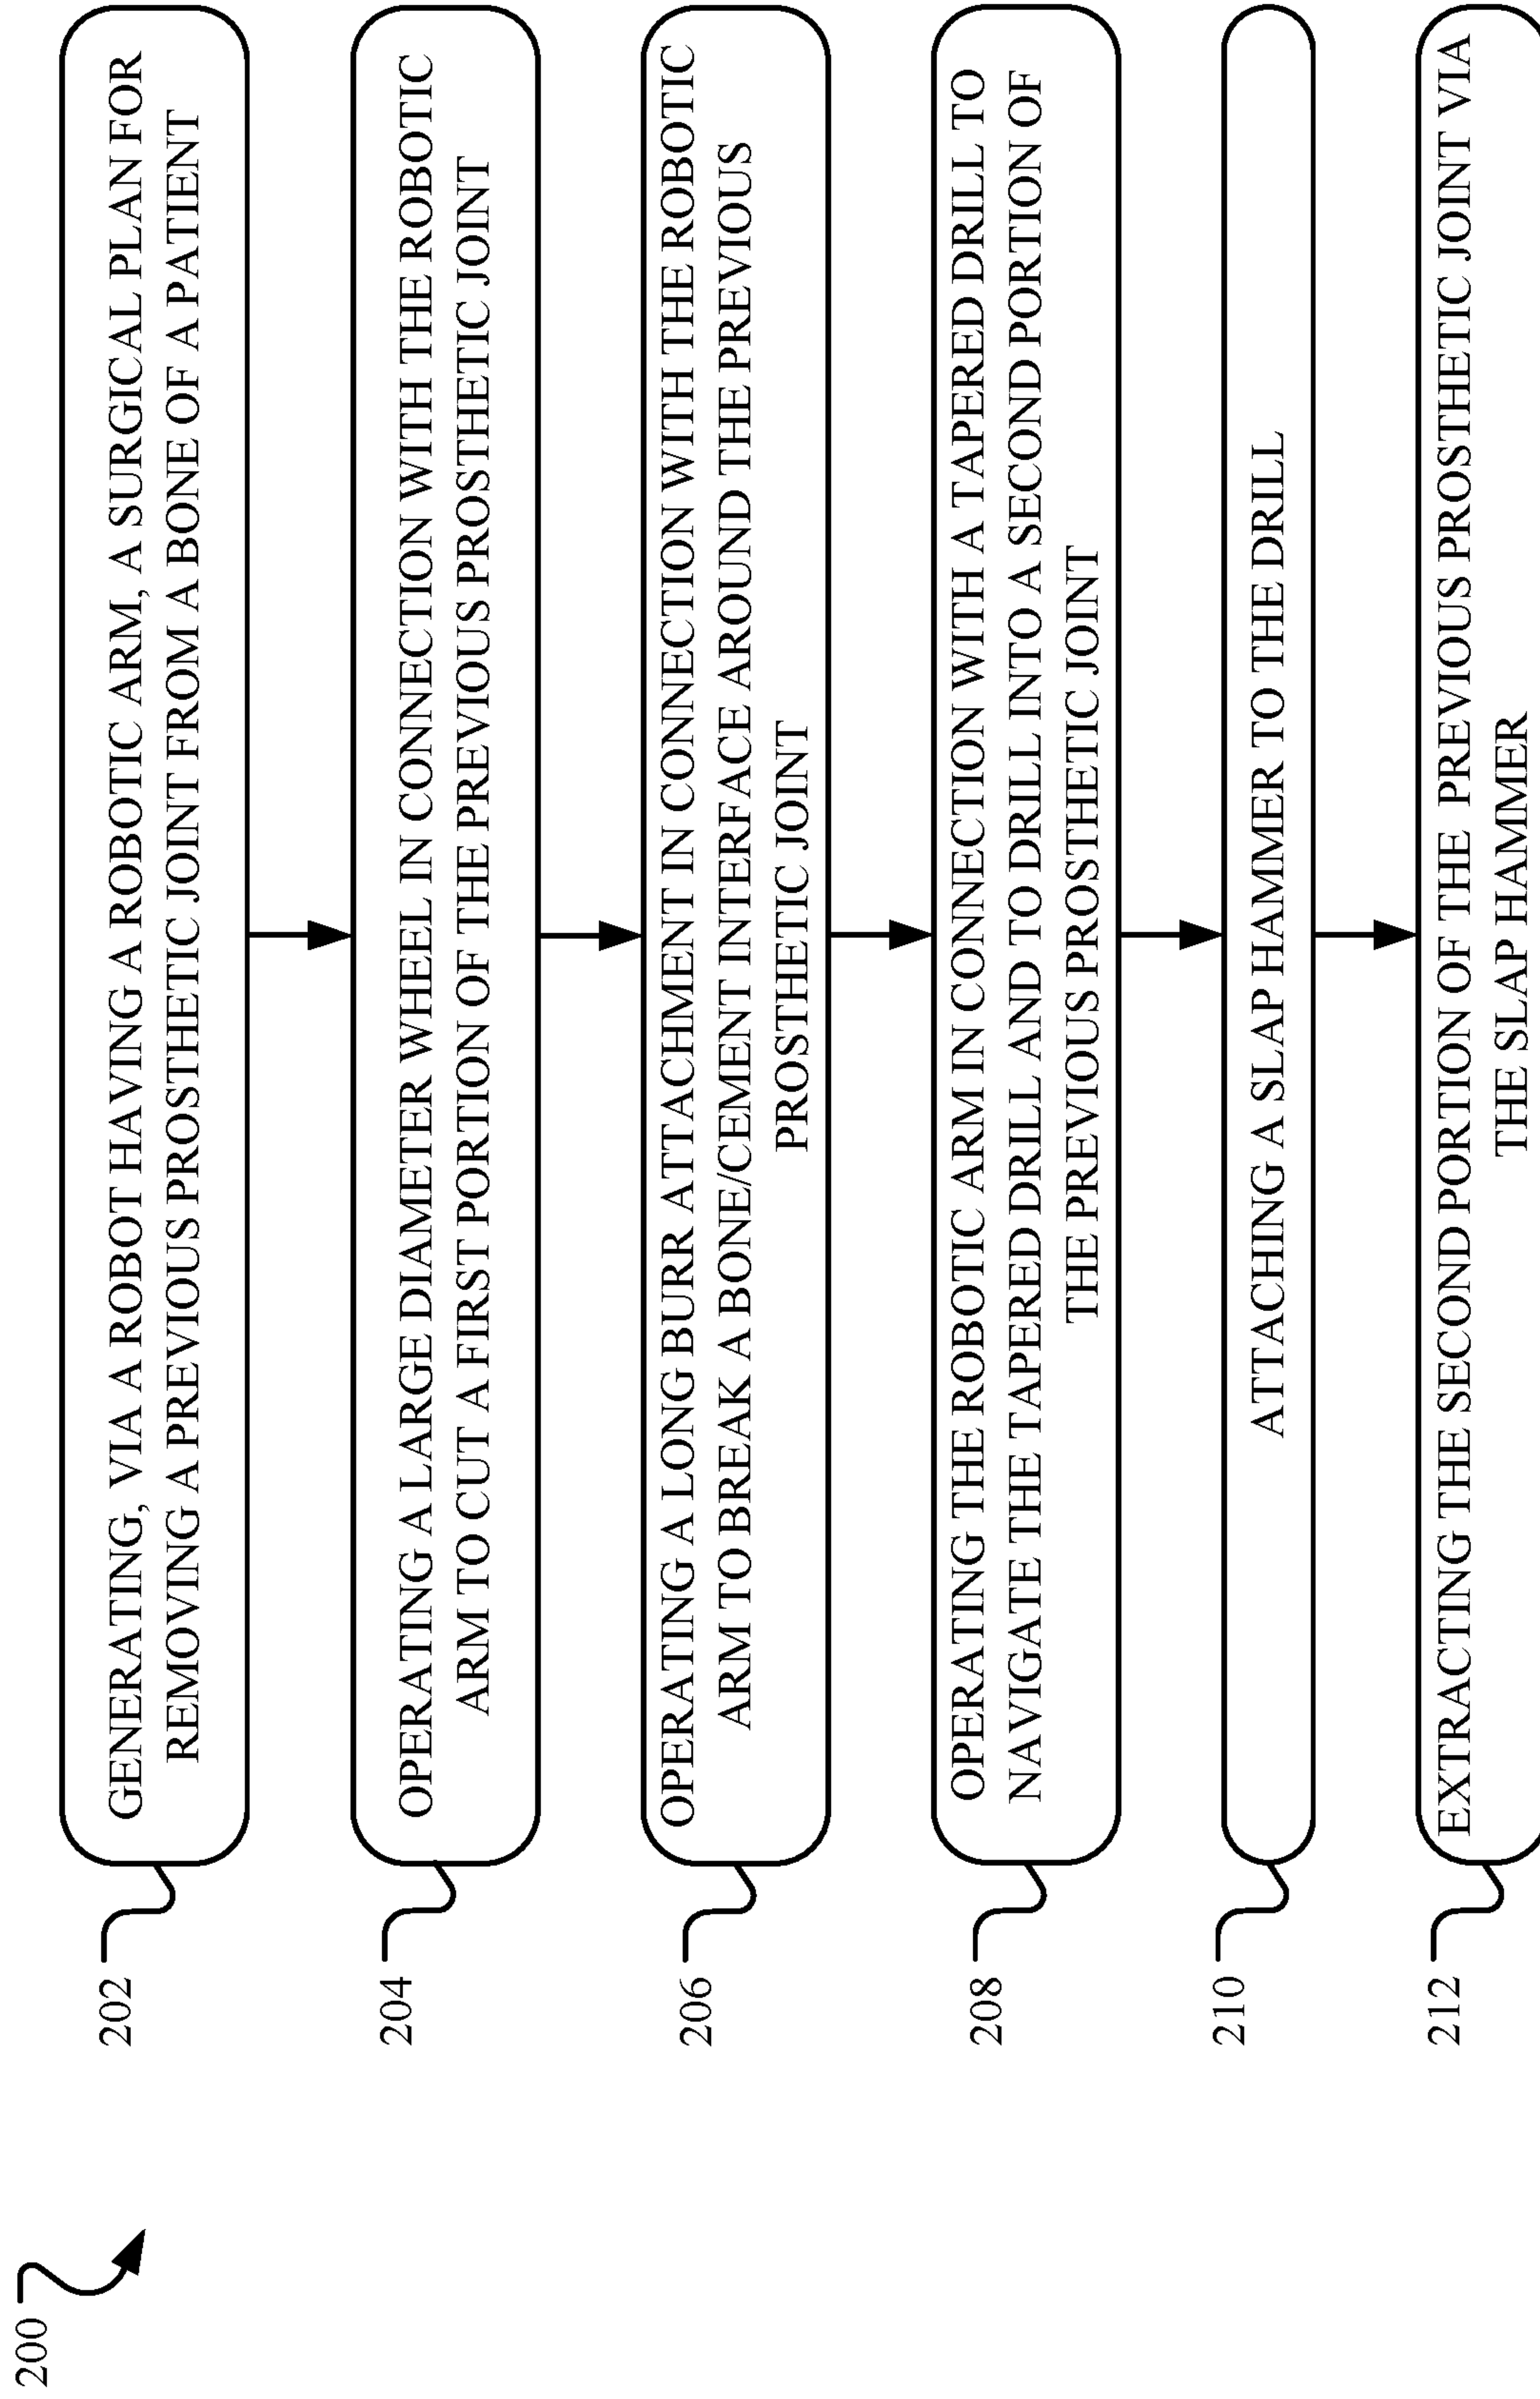 200
202
GENERATING, VIA A ROBOT HAVING A ROBOTIC ARM, A SURGICAL PLAN FOR
REMOVING A PREVIOUS PROSTHETIC JOINT FROM A BONE OF A PATIENT
204
OPERATING A LARGE DIAMETER WHEEL IN CONNECTION WITH THE ROBOTIC
ARM TO CUT A FIRST PORTION OF THE PREVIOUS PROSTHETIC JOINT
206
OPERATING A LONG BURR ATTACHMENT IN CONNECTION WITH THE ROBOTIC
ARM TO BREAK A BONE/CEMENT INTERFACE AROUND THE PREVIOUS
PROSTHETIC JOINT
208
OPERATING THE ROBOTIC ARM IN CONNECTION WITH A TAPERED DRILL TO
NAVIGATE THE TAPERED DRILL AND TO DRILL INTO A SECOND PORTION OF
THE PREVIOUS PROSTHETIC JOINT
210
ATTACHING A SLAP HAMMER TO THE DRILL
212
EXTRACTING THE SECOND PORTION OF THE PREVIOUS PROSTHETIC JOINT VIA
THE SLAP HAMMER